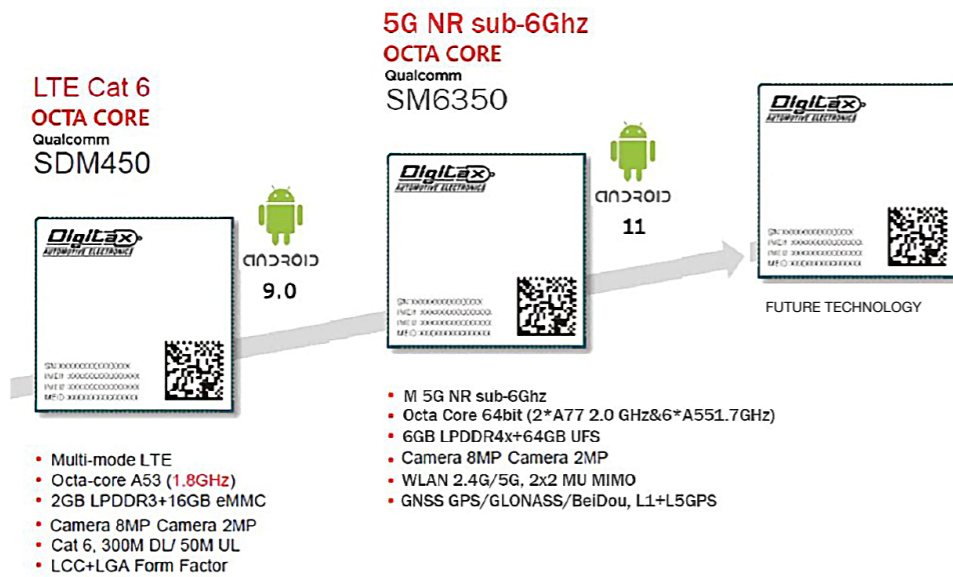 LTE Cat 6
OCTA CORE
Qualcomm
SDM450
Digitax
AUTOMOTIVE ELECTRONICS
ANDROID
9.0
• Multi-mode LTE
• Octa-core A53 (1.8GHz)
• 2GB LPDDR3+16GB eMMC
• Camera 8MP Camera 2MP
• Cat 6, 300M DL/ 50M UL
• LCC+LGA Form Factor
5G NR sub-6Ghz
OCTA CORE
Qualcomm
SM6350
Digitax
AUTOMOTIVE ELECTRONICS
ANDROID
11
• M 5G NR sub-6Ghz
• Octa Core 64bit (2*A77 2.0 GHz&6*A551.7GHz)
• 6GB LPDDR4x+64GB UFS
• Camera 8MP Camera 2MP
• WLAN 2.4G/5G, 2x2 MU MIMO
• GNSS GPS/GLONASS/BeiDou, L1+L5GPS
Digitax
AUTOMOTIVE ELECTRONICS
FUTURE TECHNOLOGY